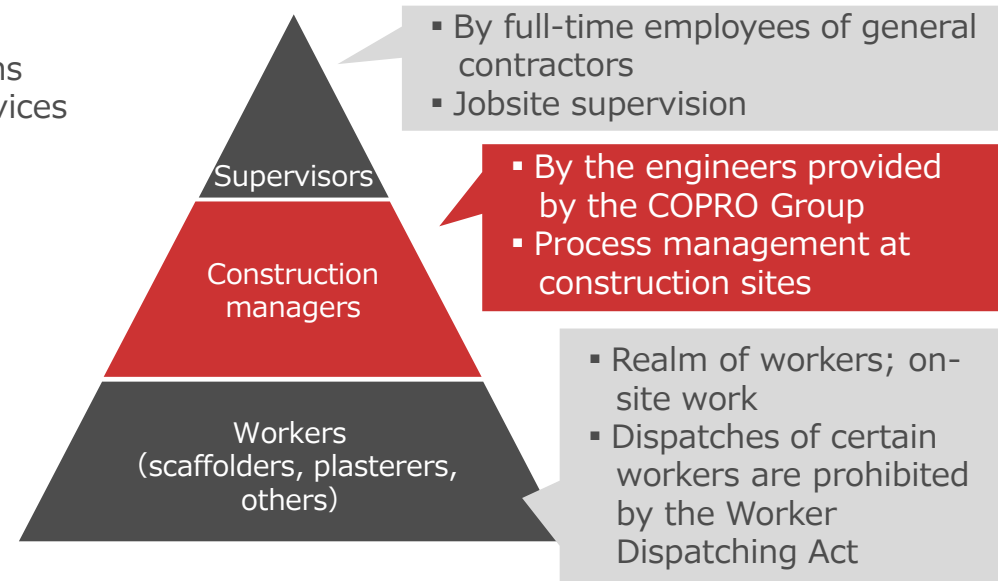 ns
vices
▪ By full-time employees of general
contractors
▪ Jobsite supervision
Supervisors
▪ By the engineers provided
by the COPRO Group
▪ Process management at
construction sites
Construction
managers
▪ Realm of workers; on-
site work
▪ Dispatches of certain
workers are prohibited
by the Worker
Dispatching Act
Workers
(scaffolders, plasterers,
others)